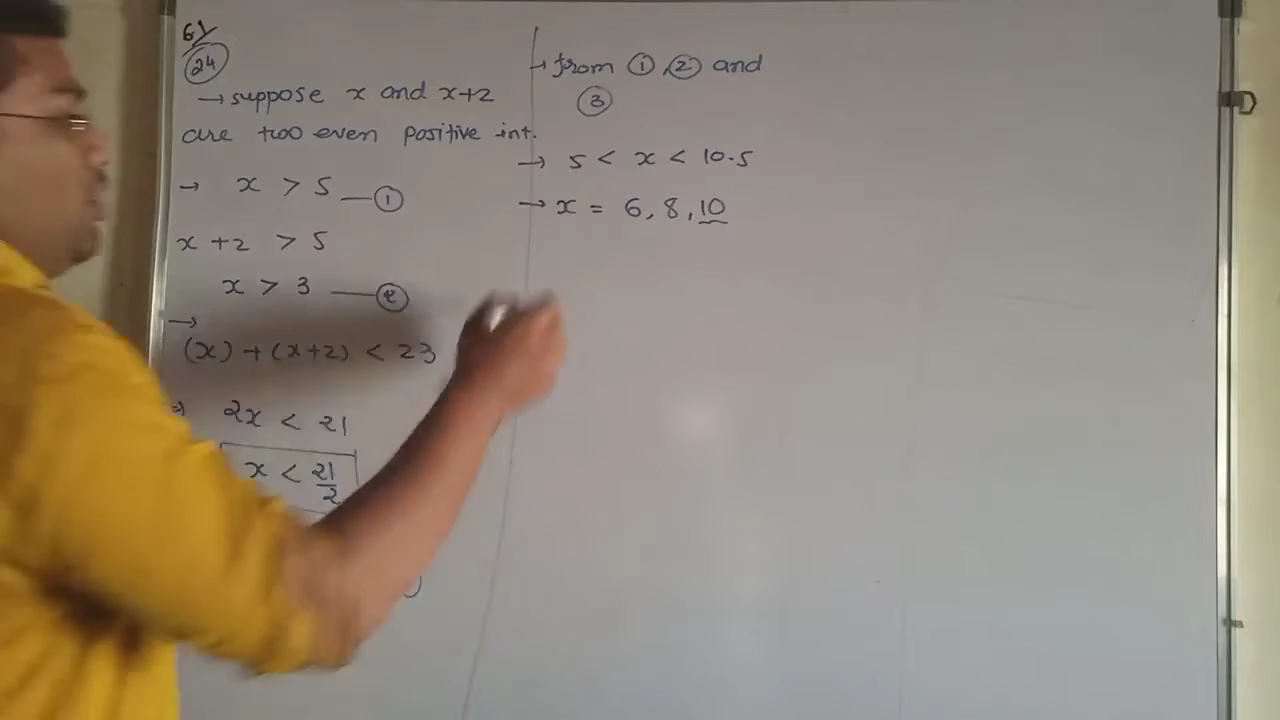 6)
24
→ suppose x and x+2
are two even positive int.
→ x > 5 — 1
x + 2 > 5
x > 3 — 2
→
(x) + (x+2) < 23
⇒ 2x < 21
x < 21/2
→ from 1, 2 and
3
→ 5 < x < 10.5
→ x = 6, 8, 10